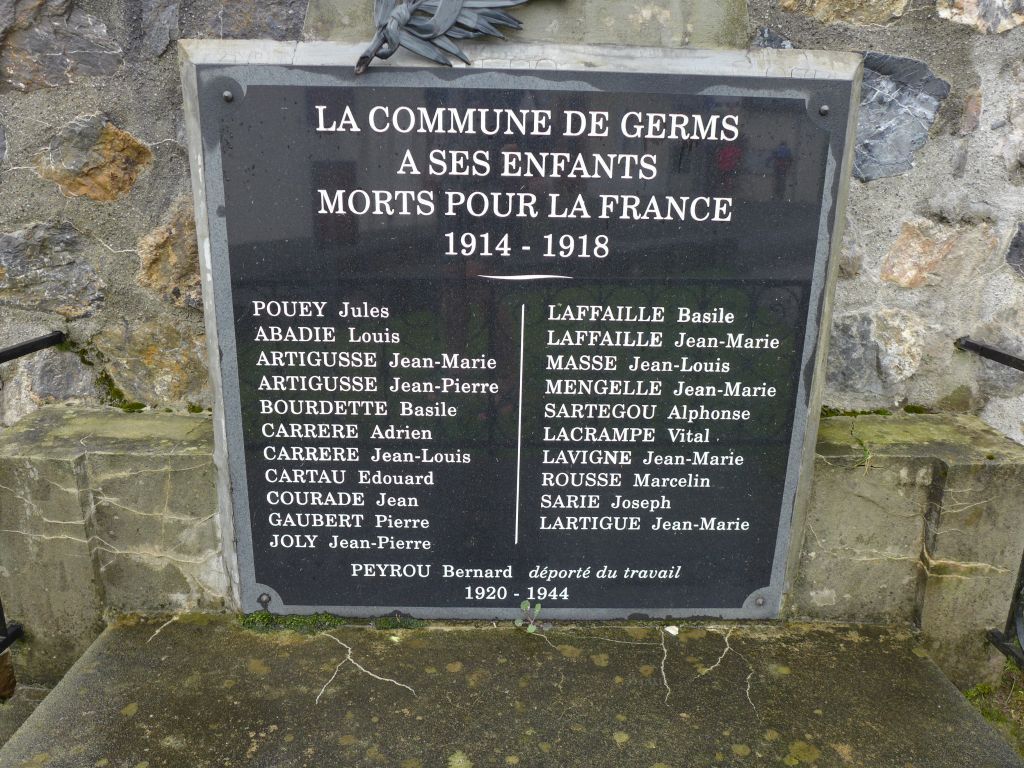 LA COMMUNE DE GERMS
A SES ENFANTS
MORTS POUR LA FRANCE
1914 - 1918
POUEY Jules
ABADIE Louis
ARTIGUSSE Jean-Marie
ARTIGUSSE Jean-Pierre
BOURDETTE Basile
CARRERE Adrien
CARRERE Jean-Louis
CARTAU Edouard
COURADE Jean
GAUBERT Pierre
JOLY Jean-Pierre
LAFFAILLE Basile
LAFFAILLE Jean-Marie
MASSE Jean-Louis
MENGELLE Jean-Marie
SARTEGOU Alphonse
LACRAMPE Vital
LAVIGNE Jean-Marie
ROUSSE Marcelin
SARIE Joseph
LARTIGUE Jean-Marie
PEYROU Bernard déporté du travail
1920 - 1944